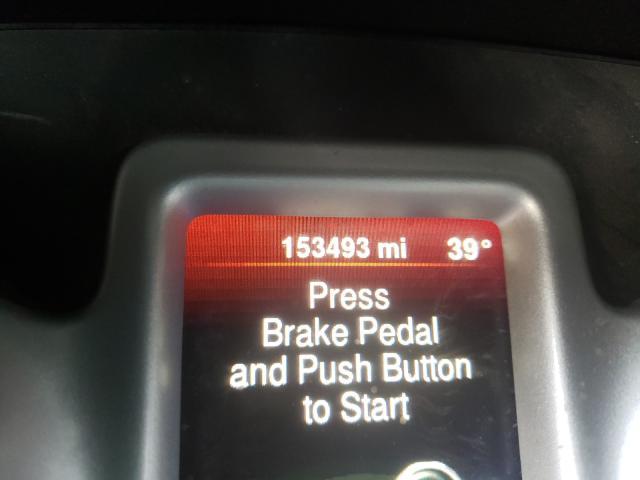 153493 mi 39°
Press
Brake Pedal
and Push Button
to Start